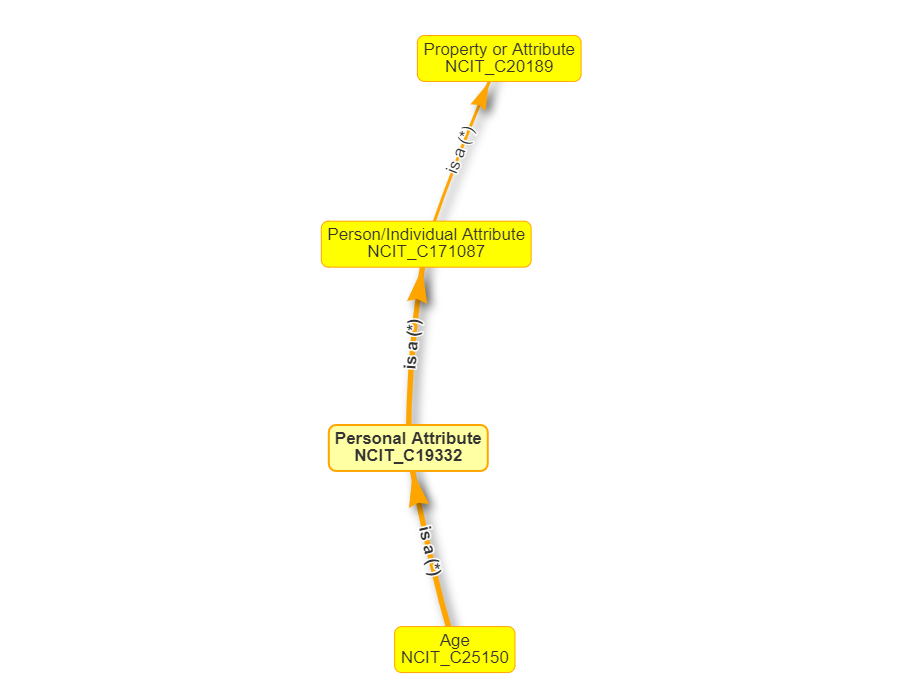 Property or Attribute
NCIT_C20189
is a (*)
Person/Individual Attribute
NCIT_C171087
is a (*)
Personal Attribute
NCIT_C19332
is a (*)
Age
NCIT_C25150